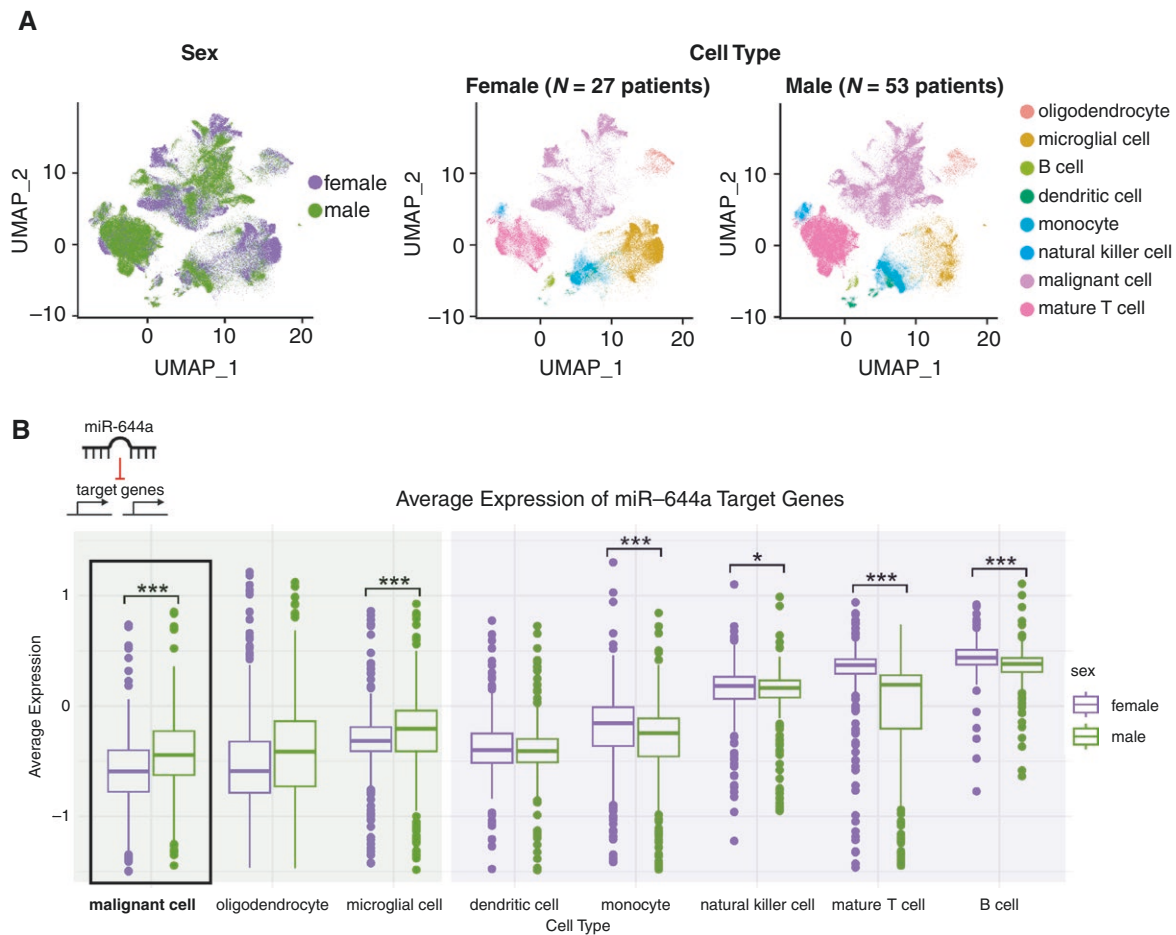 A
Sex
Cell Type
Female (N = 27 patients)
Male (N = 53 patients)
UMAP_2
10
0
−10
0
10
20
UMAP_1
female
male
UMAP_2
10
0
−10
0
10
20
UMAP_1
UMAP_2
10
0
−10
0
10
20
UMAP_1
oligodendrocyte
microglial cell
B cell
dendritic cell
monocyte
natural killer cell
malignant cell
mature T cell
B
miR-644a
target genes
Average Expression of miR–644a Target Genes
Average Expression
1
0
−1
***
***
***
*
***
***
malignant cell
oligodendrocyte
microglial cell
dendritic cell
monocyte
natural killer cell
mature T cell
B cell
Cell Type
sex
female
male